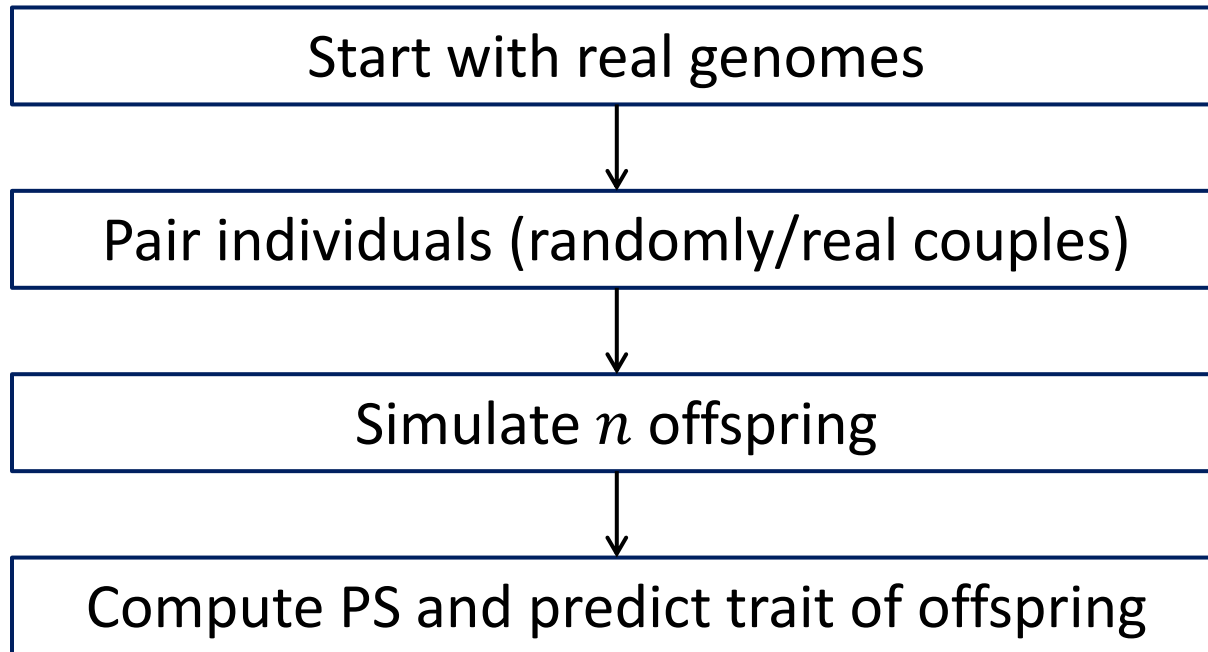 Start with real genomes
Pair individuals (randomly/real couples)
Simulate n offspring
Compute PS and predict trait of offspring